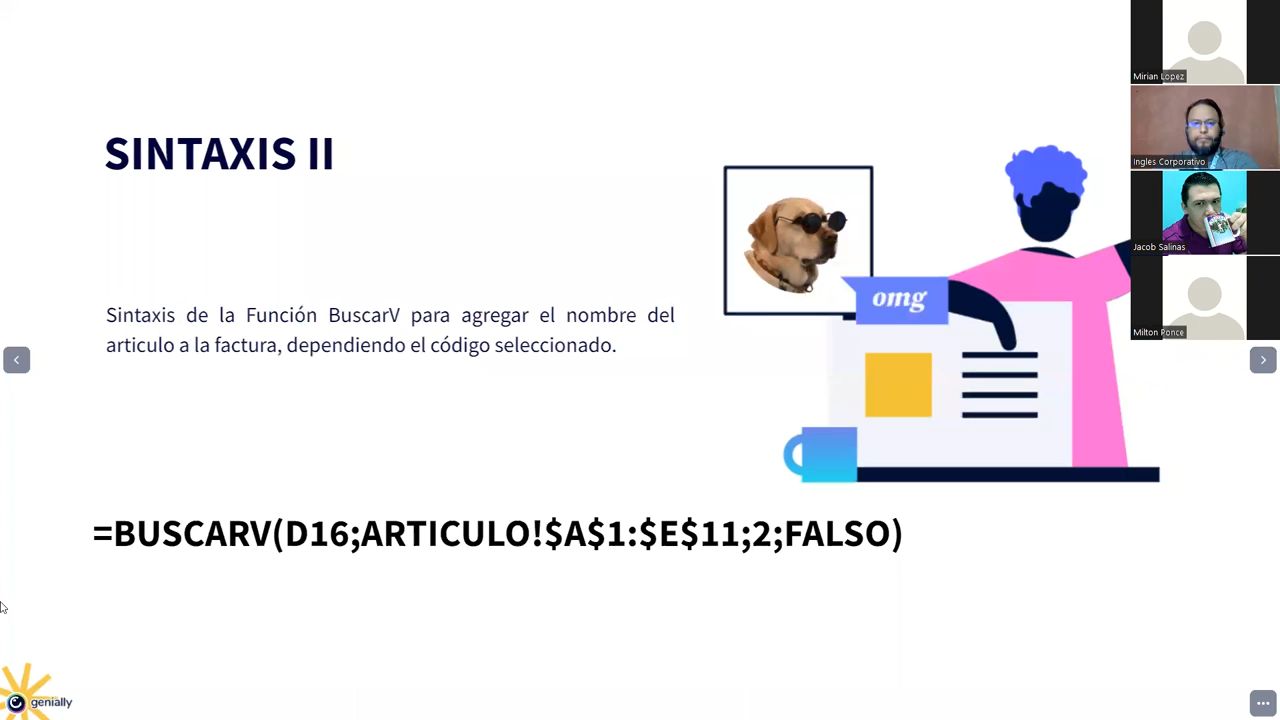 SINTAXIS II
Sintaxis de la Función BuscarV para agregar el nombre del
articulo a la factura, dependiendo el código seleccionado.
omg
=BUSCARV(D16;ARTICULO!$A$1:$E$11;2;FALSO)
genially
Mirian Lopez
Ingles Corporativo
Jacob Salinas
Milton Ponce